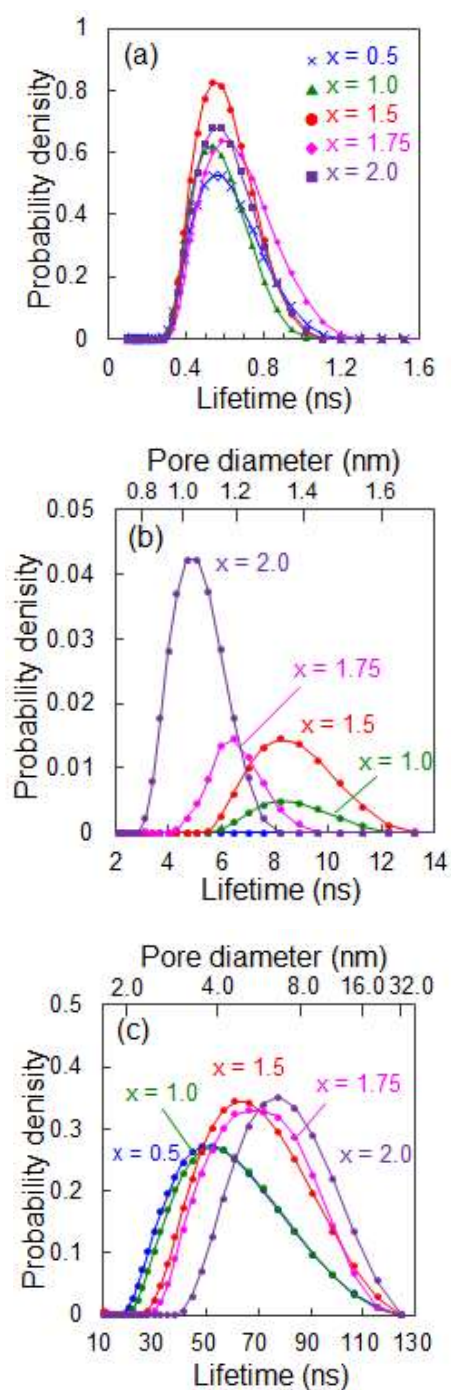 (a)
x = 0.5
x = 1.0
x = 1.5
x = 1.75
x = 2.0
Probability denisity
1
0.8
0.6
0.4
0.2
0
0 0.4 0.8 1.2 1.6
Lifetime (ns)
Pore diameter (nm)
0.8 1.0 1.2 1.4 1.6
(b)
x = 2.0
x = 1.75
x = 1.5
x = 1.0
Probability denisity
0.05
0.04
0.03
0.02
0.01
0
2 4 6 8 10 12 14
Lifetime (ns)
Pore diameter (nm)
2.0 4.0 8.0 16.0 32.0
(c)
x = 1.5
x = 1.0
x = 1.75
x = 0.5
x = 2.0
Probability denisity
0.5
0.4
0.3
0.2
0.1
0
10 30 50 70 90 110 130
Lifetime (ns)